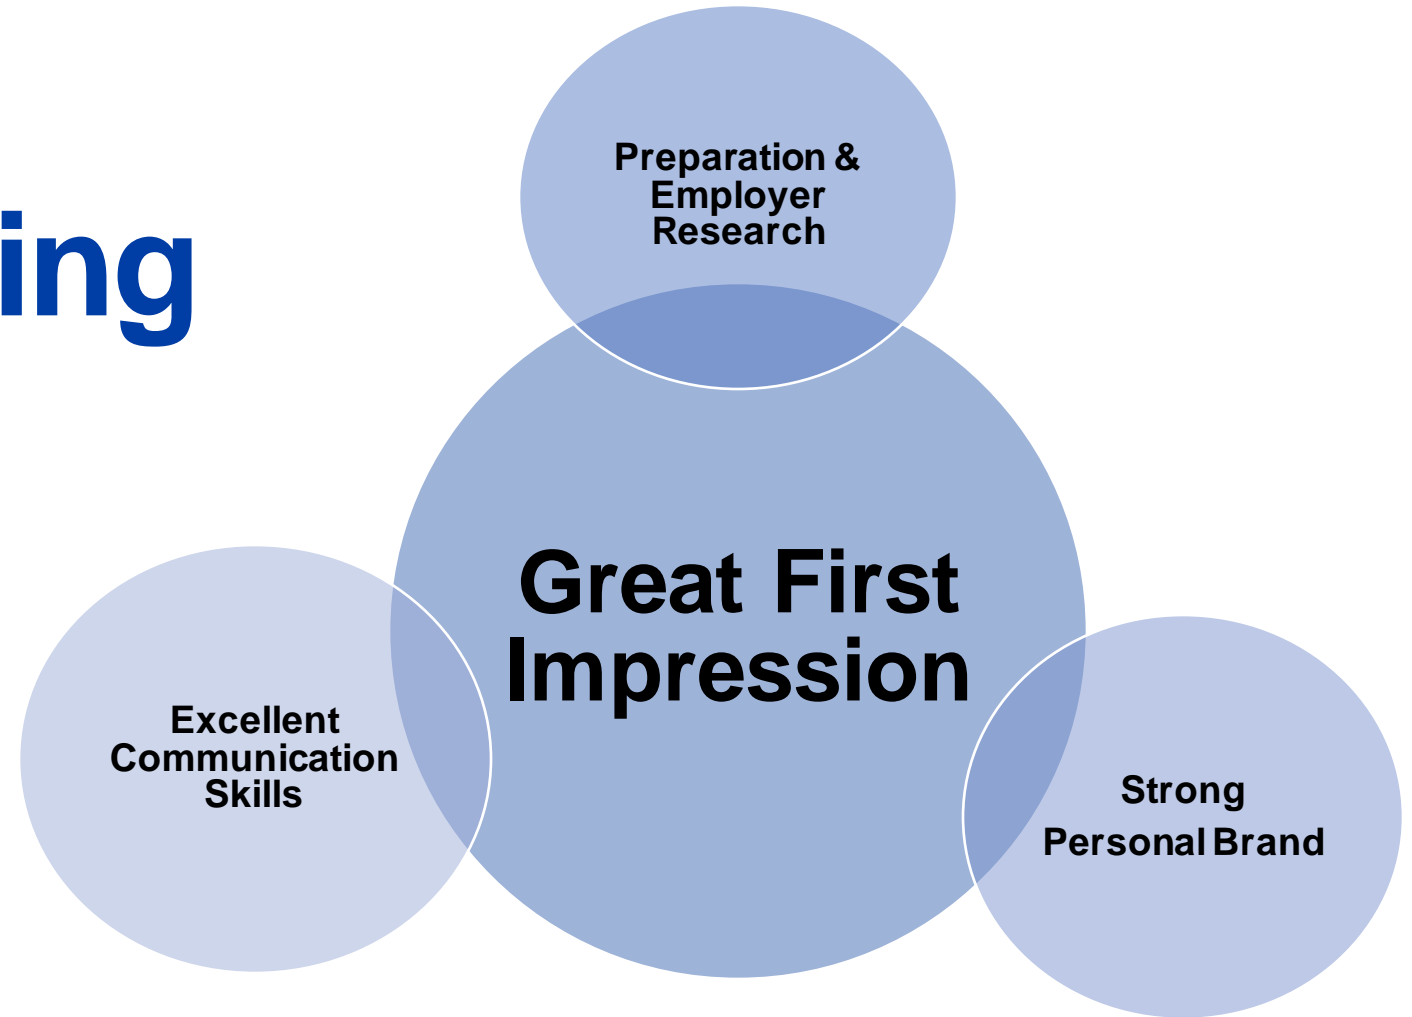 ing
Preparation &
Employer
Research
Great First
Impression
Excellent
Communication
Skills
Strong
Personal Brand